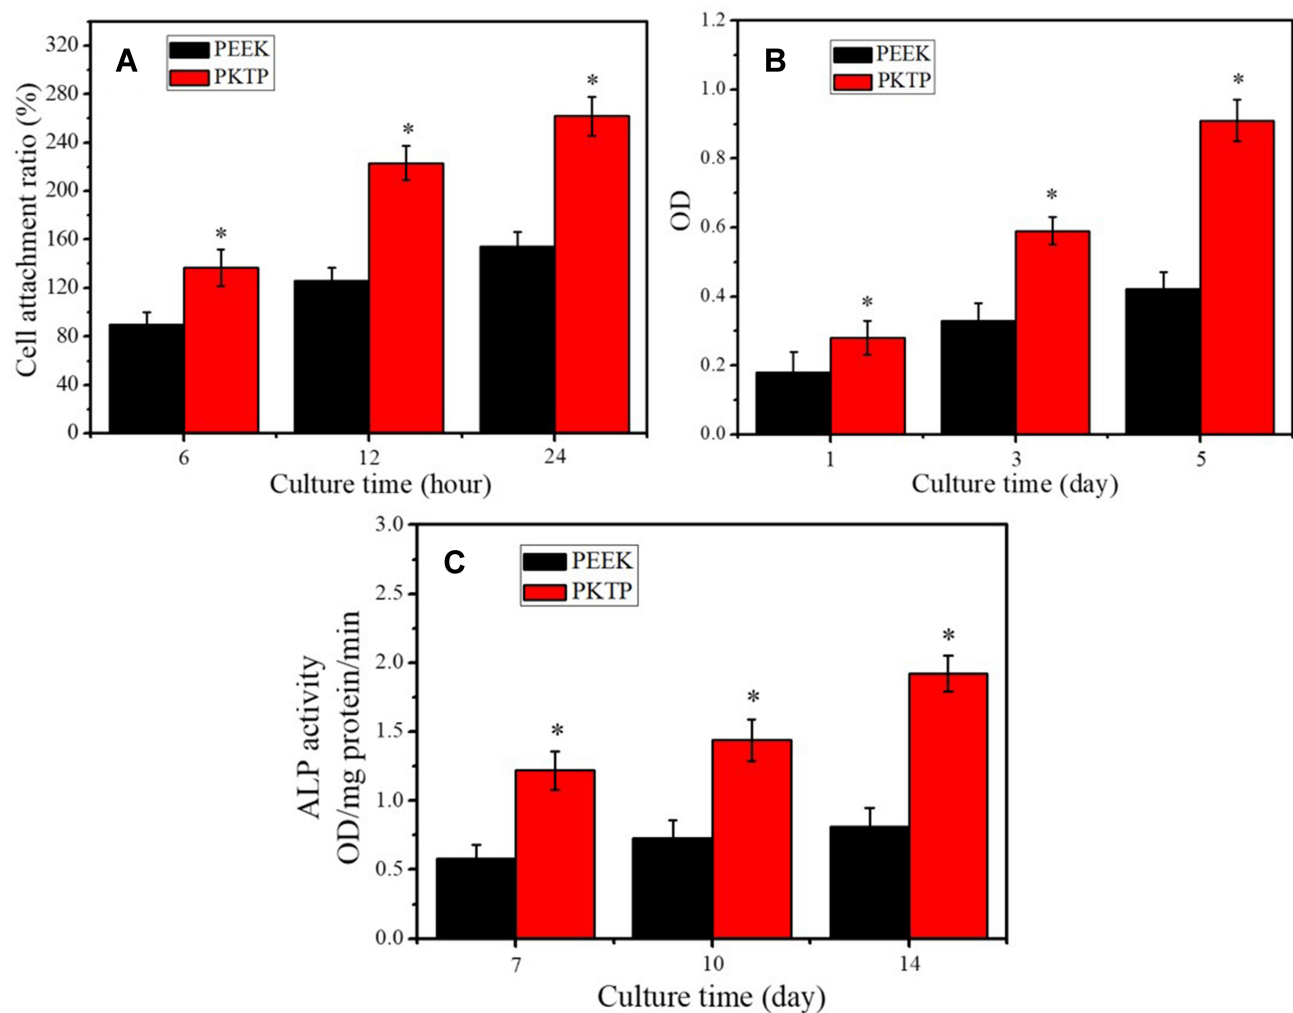 A
PEEK
PKTP
Cell attachment ratio (%)
320
280
240
200
160
120
80
40
0
*
*
*
6 12 24
Culture time (hour)
B
PEEK
PKTP
OD
1.2
1.0
0.8
0.6
0.4
0.2
0.0
*
*
*
1 3 5
Culture time (day)
C
PEEK
PKTP
ALP activity
OD/mg protein/min
3.0
2.5
2.0
1.5
1.0
0.5
0.0
*
*
*
7 10 14
Culture time (day)